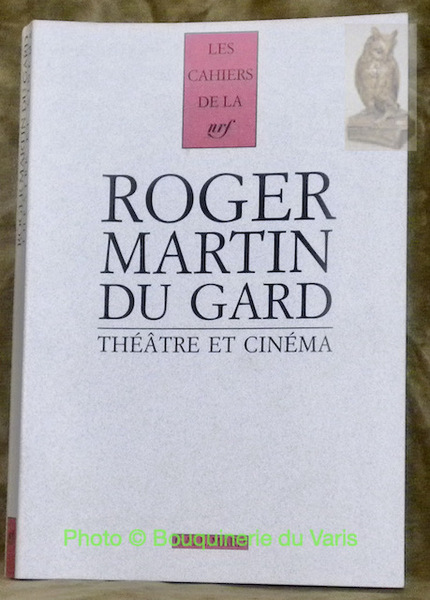 LES
CAHIERS
DE LA
nrf
ROGER
MARTIN
DU GARD
THÉÂTRE ET CINÉMA
Photo © Bouquinerie du Varis